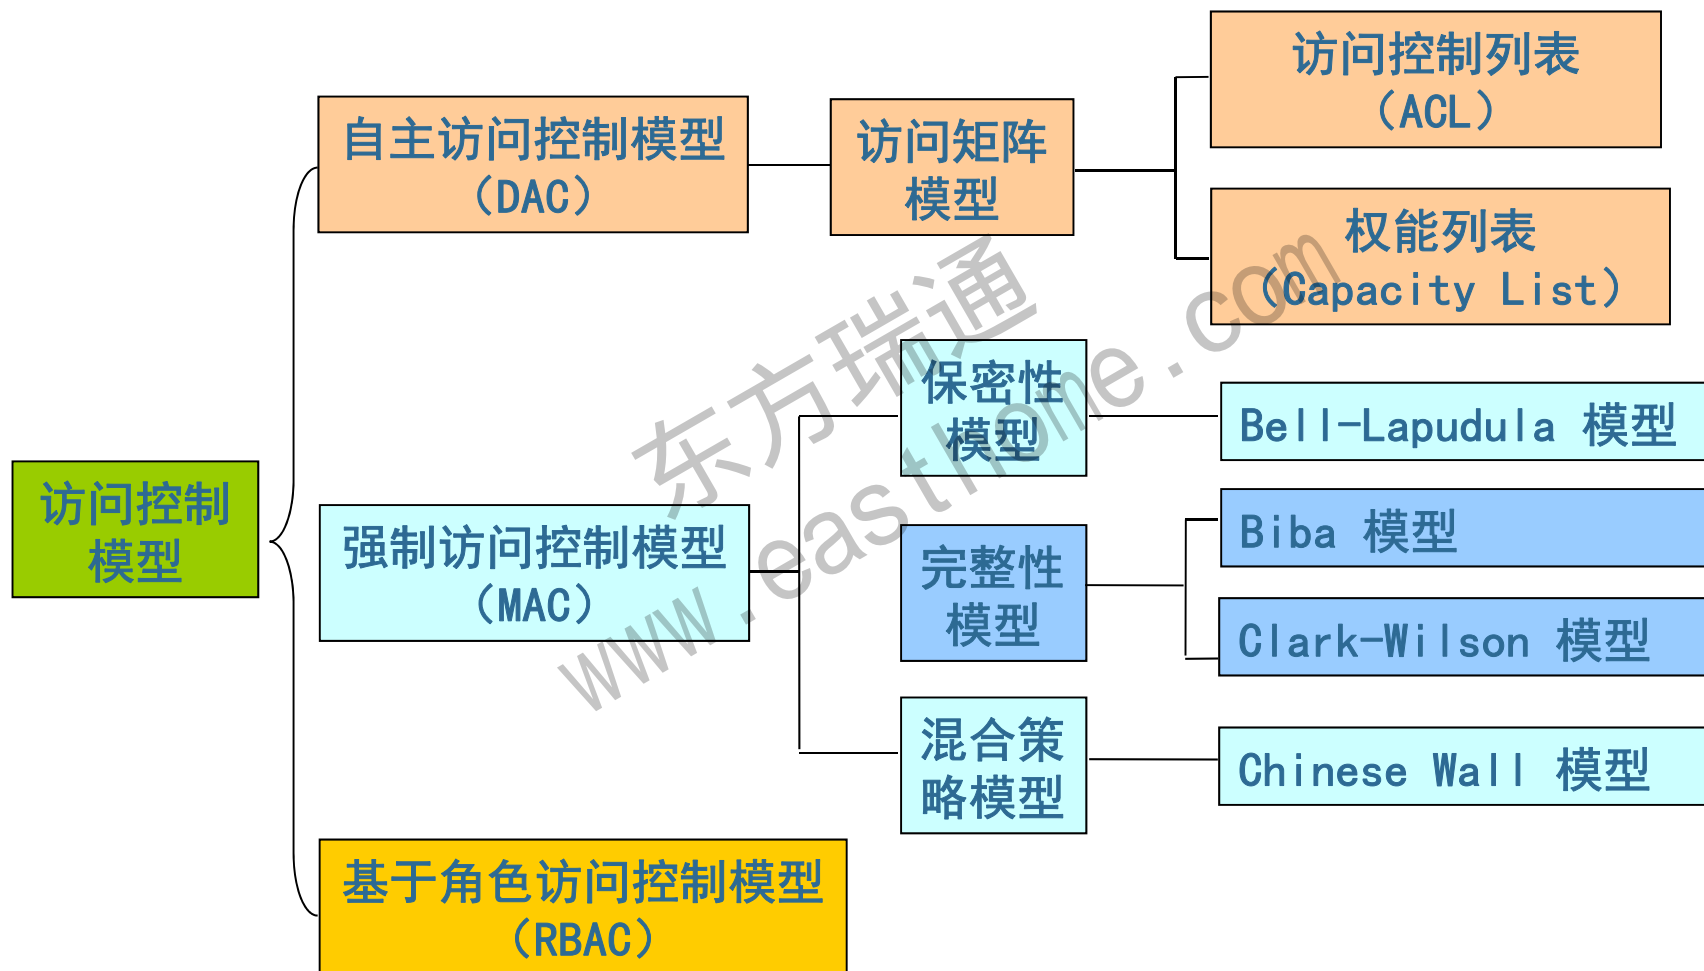 访问控制列表
（ACL）
自主访问控制模型
（DAC）
访问矩阵
模型
权能列表
（Capacity List）
保密性
模型
Bell-Lapudula 模型
访问控制
模型
强制访问控制模型
（MAC）
完整性
模型
Biba 模型
Clark-Wilson 模型
混合策
略模型
Chinese Wall 模型
基于角色访问控制模型
（RBAC）
东方瑞通
www.easthome.com